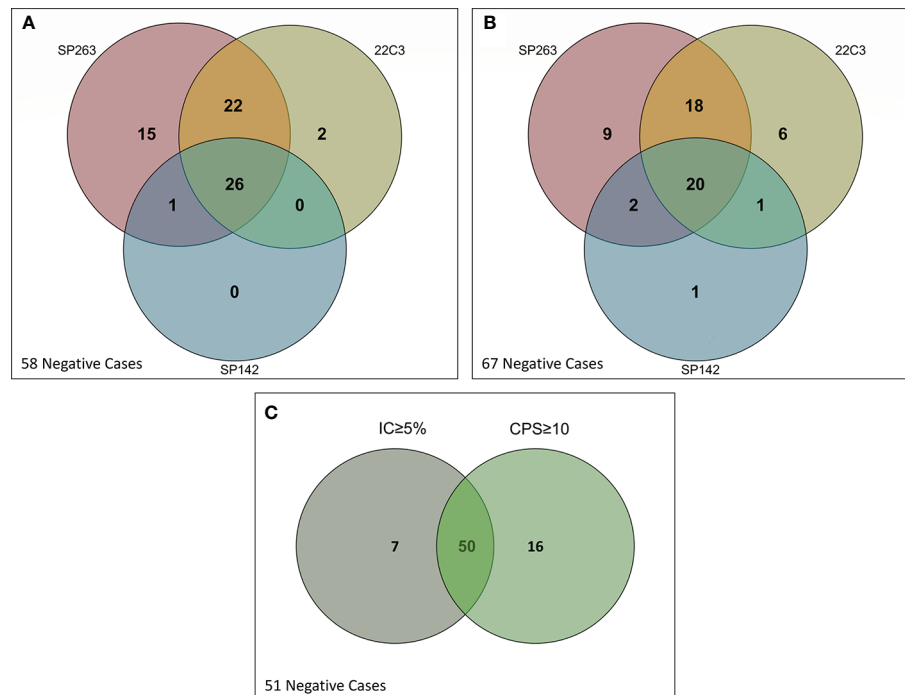 A
SP263
22C3
22
15
2
26
1
0
0
58 Negative Cases
SP142
B
SP263
22C3
18
9
6
20
2
1
1
67 Negative Cases
SP142
C
IC≥5%
CPS≥10
7
50
16
51 Negative Cases